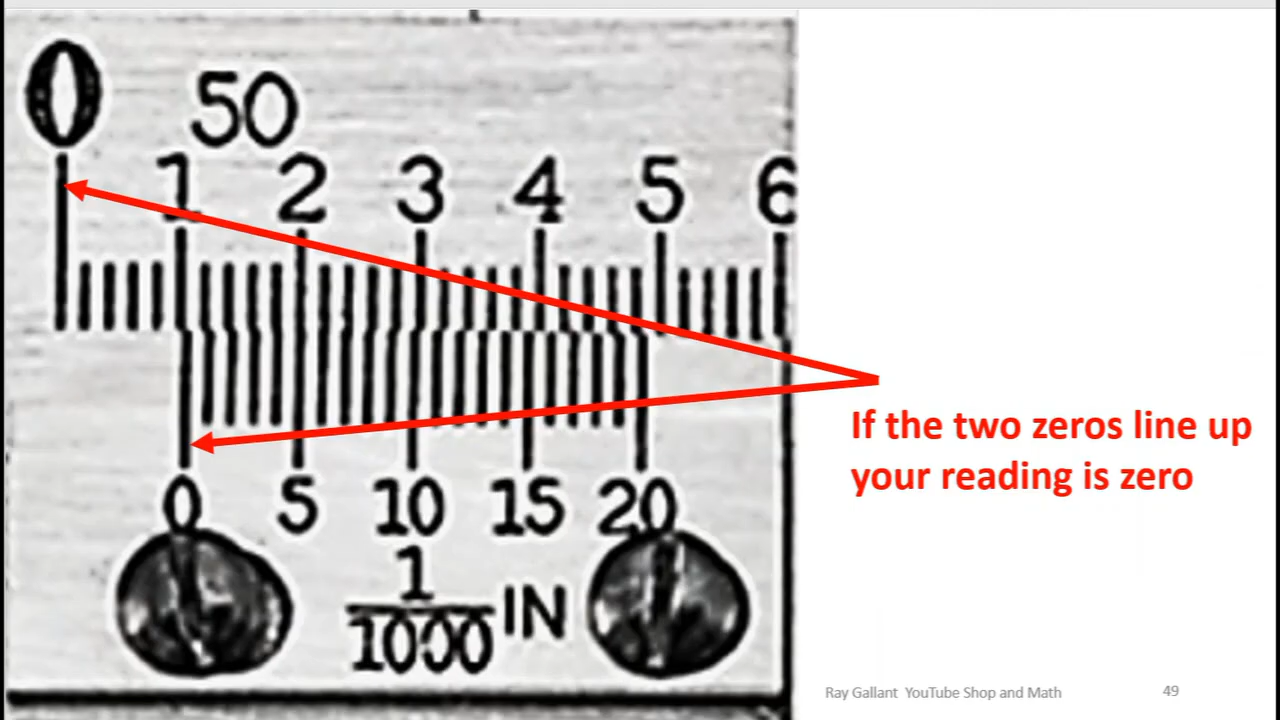 0
50
1 2 3 4 5 6
If the two zeros line up
your reading is zero
0 5 10 15 20
1
1000 IN
Ray Gallant YouTube Shop and Math 49